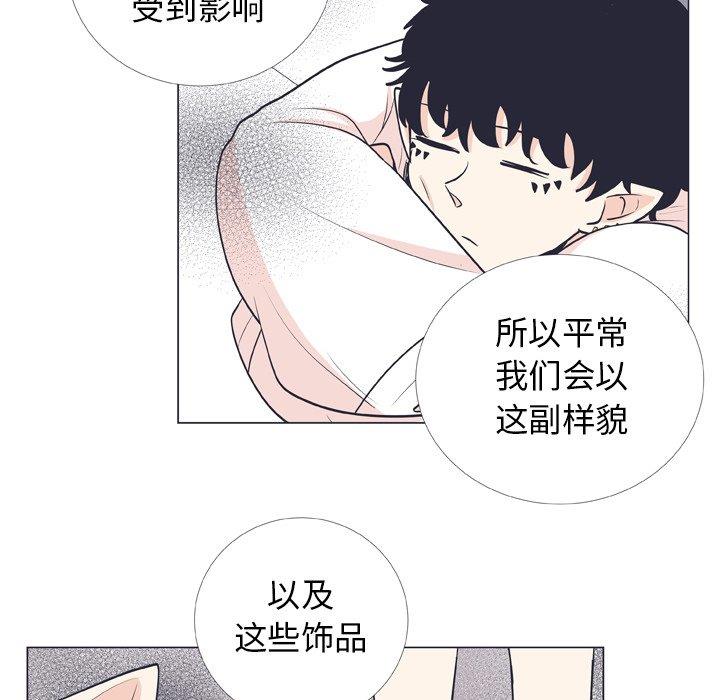 受到影响
所以平常
我们会以
这副样貌
以及
这些饰品